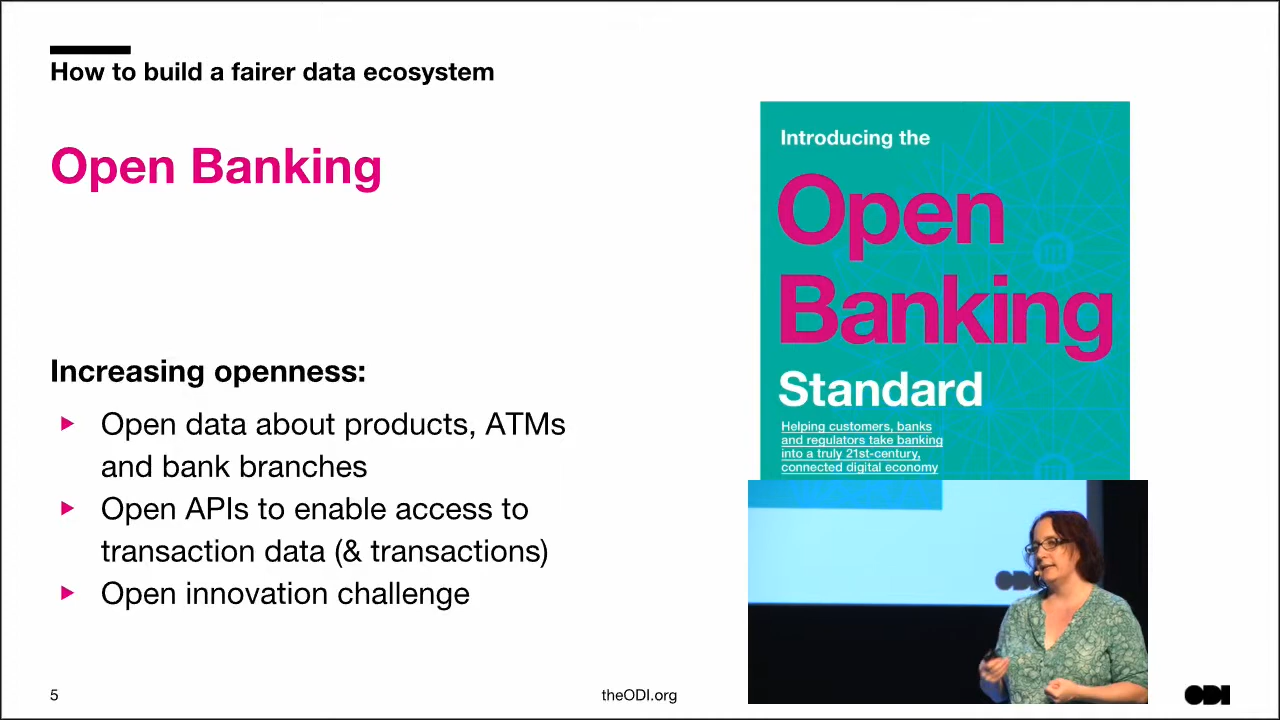 How to build a fairer data ecosystem
Open Banking
Increasing openness:
Open data about products, ATMs
and bank branches
Open APIs to enable access to
transaction data (& transactions)
Open innovation challenge
Introducing the
Open
Banking
Standard
Helping customers, banks
and regulators take banking
into a truly 21st-century,
connected digital economy
ODI
5
theODI.org
ODI